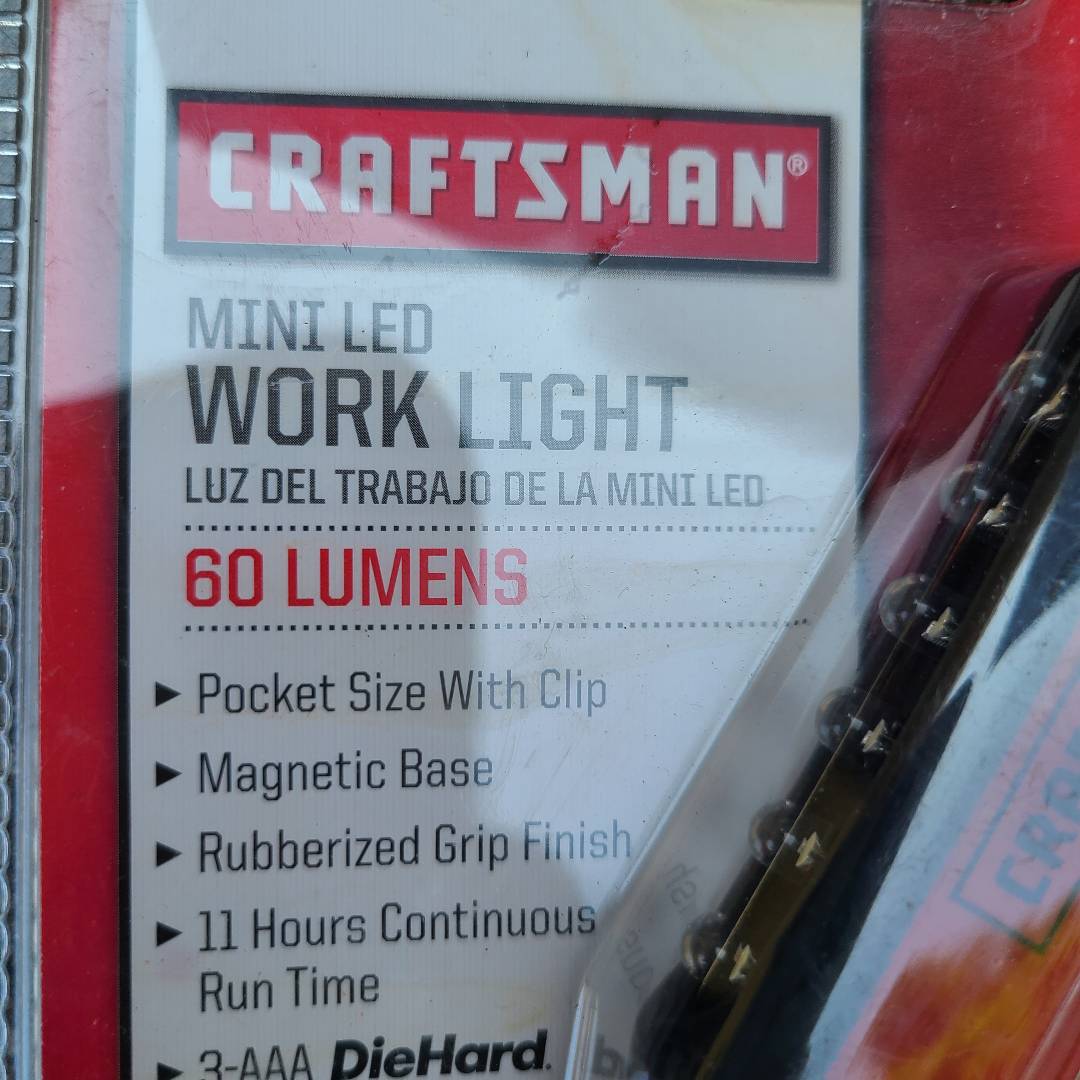 CRAFTSMAN®
MINI LED
WORK LIGHT
LUZ DEL TRABAJO DE LA MINI LED
60 LUMENS
► Pocket Size With Clip
► Magnetic Base
► Rubberized Grip Finish
► 11 Hours Continuous
Run Time
► 3-AAA DieHard.